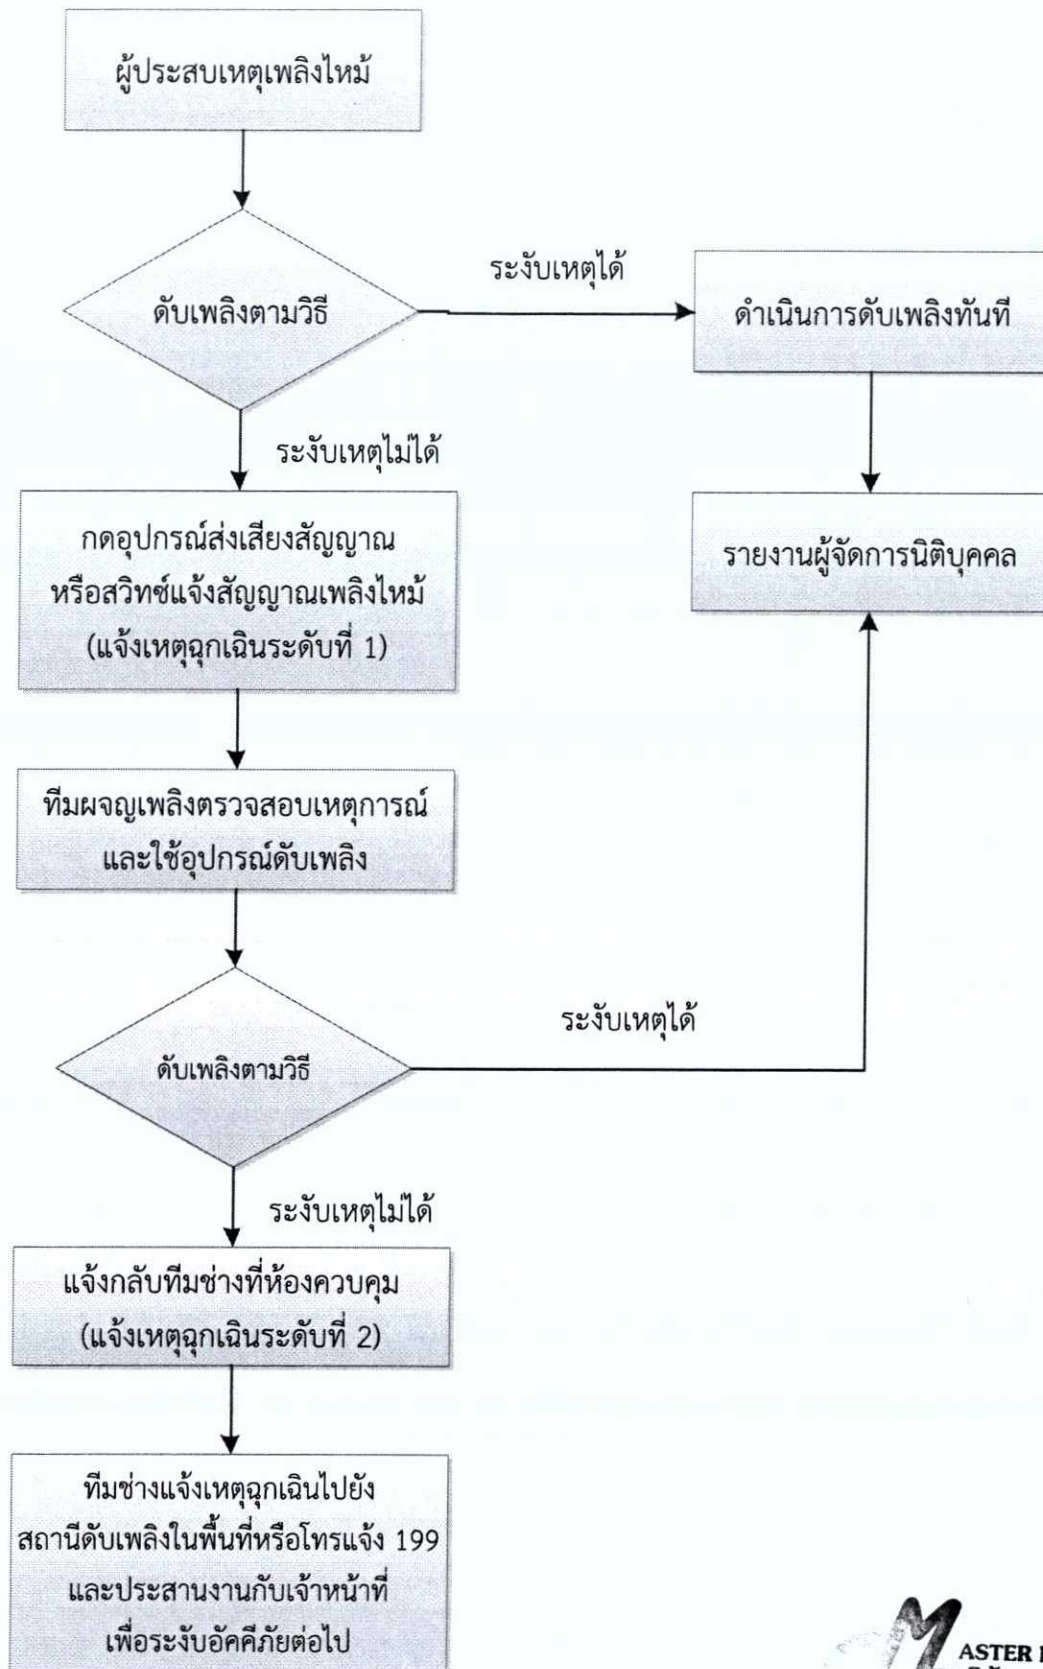 ผู้ประสบเหตุเพลิงไหม้
ดับเพลิงตามวิธี
ระงับเหตุได้
ดำเนินการดับเพลิงทันที
ระงับเหตุไม่ได้
กดอุปกรณ์ส่งเสียงสัญญาณ
หรือสวิทซ์แจ้งสัญญาณเพลิงไหม้
(แจ้งเหตุฉุกเฉินระดับที่ 1)
รายงานผู้จัดการนิติบุคคล
ทีมผจญเพลิงตรวจสอบเหตุการณ์
และใช้อุปกรณ์ดับเพลิง
ดับเพลิงตามวิธี
ระงับเหตุได้
ระงับเหตุไม่ได้
แจ้งกลับทีมช่างที่ห้องควบคุม
(แจ้งเหตุฉุกเฉินระดับที่ 2)
ทีมช่างแจ้งเหตุฉุกเฉินไปยัง
สถานีดับเพลิงในพื้นที่หรือโทรแจ้ง 199
และประสานงานกับเจ้าหน้าที่
เพื่อระงับอัคคีภัยต่อไป
MASTER